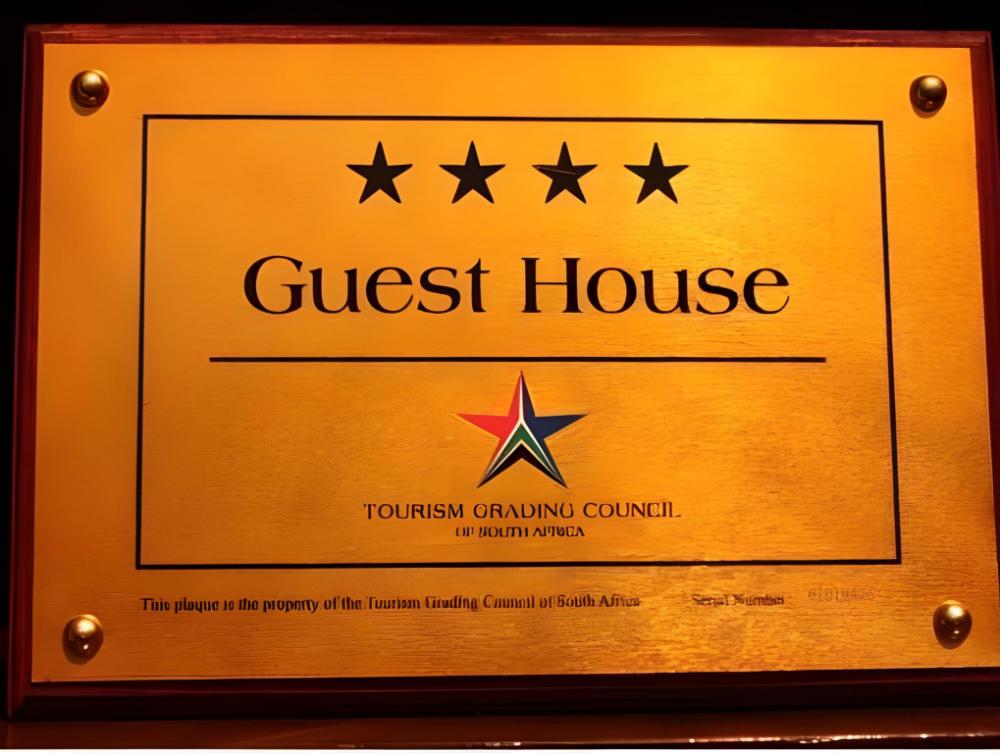 Guest House
TOURISM GRADING COUNCIL
OF SOUTH AFRICA
This plaque is the property of the Tourism Grading Council of South Africa Serial Number